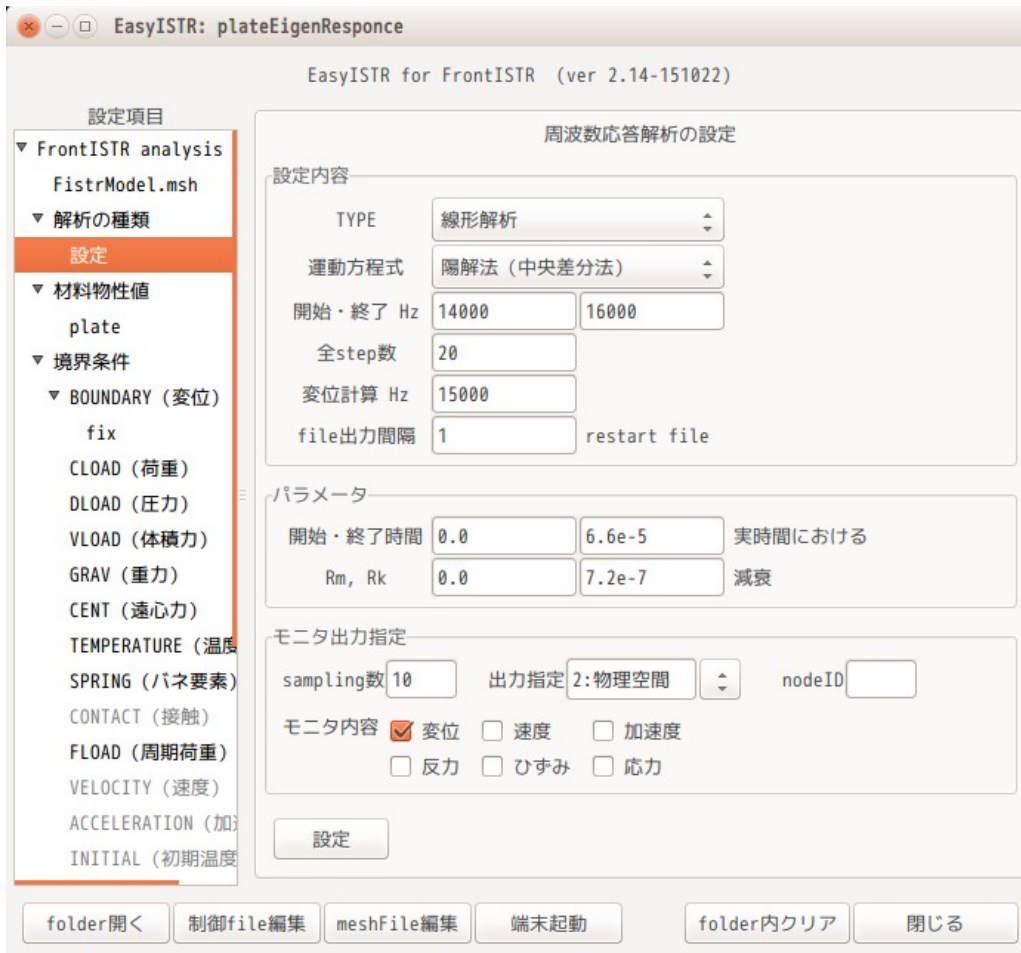 EasyISTR: plateEigenResponce
EasyISTR for FrontISTR (ver 2.14-151022)
設定項目
FrontISTR analysis
FistrModel.msh
解析の種類
設定
材料物性値
plate
境界条件
BOUNDARY (変位)
fix
CLOAD (荷重)
DLOAD (圧力)
VLOAD (体積力)
GRAV (重力)
CENT (遠心力)
TEMPERATURE (温度
SPRING (バネ要素)
CONTACT (接触)
FLOAD (周期荷重)
VELOCITY (速度)
ACCELERATION (加速
INITIAL (初期温度
周波数応答解析の設定
設定内容
TYPE 線形解析
運動方程式 陽解法 (中央差分法)
開始・終了 Hz 14000 16000
全step数 20
変位計算 Hz 15000
file出力間隔 1 restart file
パラメータ
開始・終了時間 0.0 6.6e-5 実時間における
Rm, Rk 0.0 7.2e-7 減衰
モニタ出力指定
sampling数 10 出力指定 2:物理空間 nodeID
モニタ内容 変位 速度 加速度
反力 ひずみ 応力
設定
folder開く 制御file編集 meshFile編集 端末起動 folder内クリア 閉じる